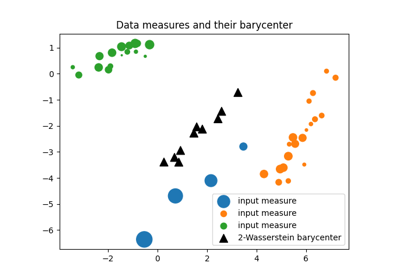 Data measures and their barycenter
1
0
−1
−2
−3
−4
−5
−6
input measure
input measure
input measure
2-Wasserstein barycenter
−2
0
2
4
6